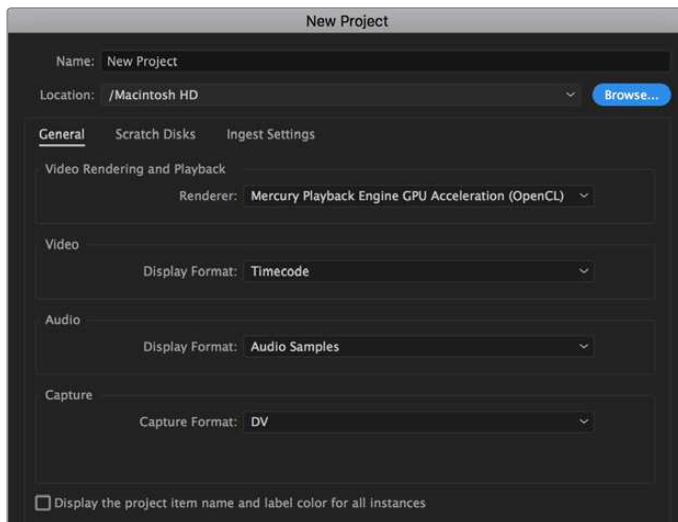 New Project
Name: New Project
Location: /Macintosh HD Browse...
General Scratch Disks Ingest Settings
Video Rendering and Playback
Renderer: Mercury Playback Engine GPU Acceleration (OpenCL)
Video
Display Format: Timecode
Audio
Display Format: Audio Samples
Capture
Capture Format: DV
Display the project item name and label color for all instances